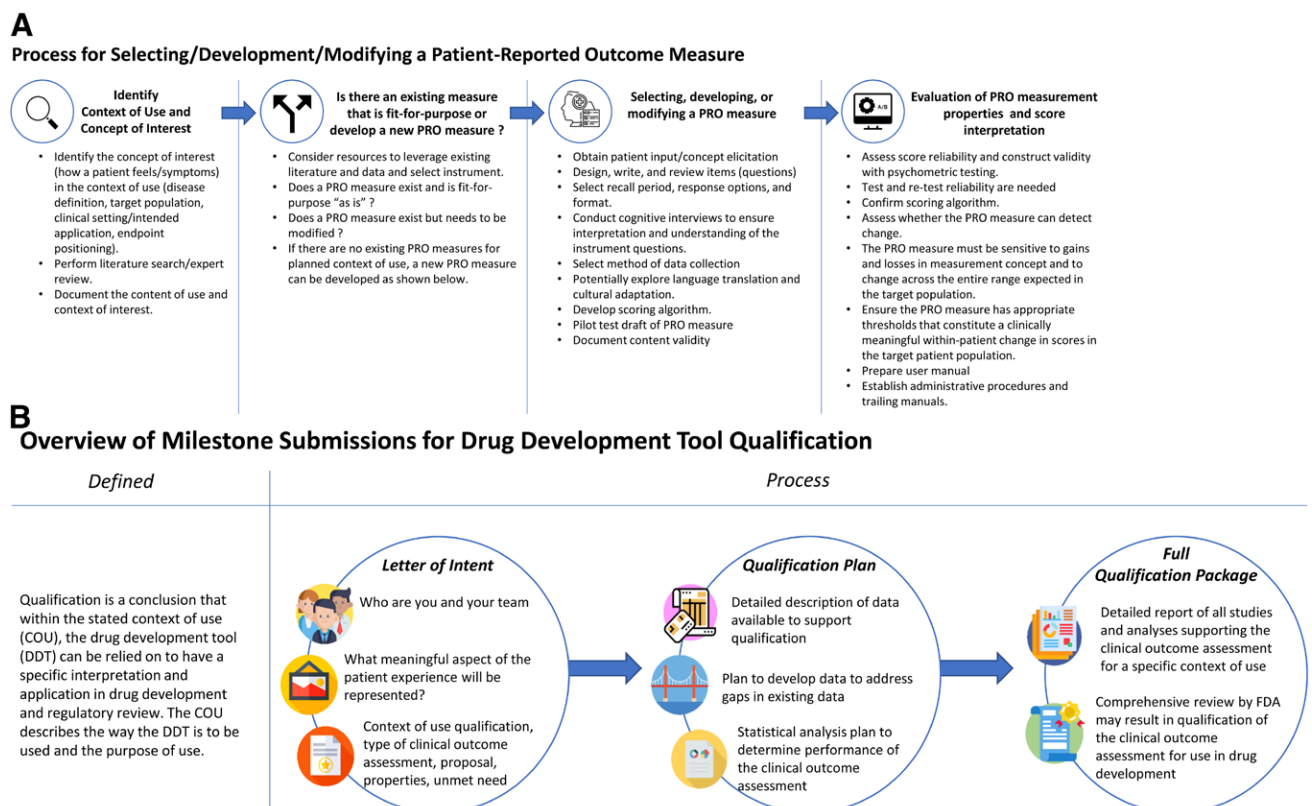 A
Process for Selecting/Development/Modifying a Patient-Reported Outcome Measure
Identify
Context of Use and
Concept of Interest
• Identify the concept of interest
(how a patient feels/symptoms)
in the context of use (disease
definition, target population,
clinical setting/intended
application, endpoint
positioning).
• Perform literature search/expert
review.
• Document the content of use and
context of interest.
Is there an existing measure
that is fit-for-purpose or
develop a new PRO measure ?
• Consider resources to leverage existing
literature and data and select instrument.
• Does a PRO measure exist and is fit-for-
purpose “as is” ?
• Does a PRO measure exist but needs to be
modified ?
• If there are no existing PRO measures for
planned context of use, a new PRO measure
can be developed as shown below.
Selecting, developing, or
modifying a PRO measure
• Obtain patient input/concept elicitation
• Design, write, and review items (questions)
• Select recall period, response options, and
format.
• Conduct cognitive interviews to ensure
interpretation and understanding of the
instrument questions.
• Select method of data collection
• Potentially explore language translation and
cultural adaptation.
• Develop scoring algorithm.
• Pilot test draft of PRO measure
• Document content validity
A/B
Evaluation of PRO measurement
properties and score
interpretation
• Assess score reliability and construct validity
with psychometric testing.
• Test and re-test reliability are needed
• Confirm scoring algorithm.
• Assess whether the PRO measure can detect
change.
• The PRO measure must be sensitive to gains
and losses in measurement concept and to
change across the entire range expected in
the target population.
• Ensure the PRO measure has appropriate
thresholds that constitute a clinically
meaningful within-patient change in scores in
the target patient population.
• Prepare user manual
• Establish administrative procedures and
trailing manuals.
B
Overview of Milestone Submissions for Drug Development Tool Qualification
Defined
Process
Qualification is a conclusion that
within the stated context of use
(COU), the drug development tool
(DDT) can be relied on to have a
specific interpretation and
application in drug development
and regulatory review. The COU
describes the way the DDT is to be
used and the purpose of use.
Letter of Intent
Who are you and your team
What meaningful aspect of the
patient experience will be
represented?
Context of use qualification,
type of clinical outcome
assessment, proposal,
properties, unmet need
Qualification Plan
Detailed description of data
available to support
qualification
Plan to develop data to address
gaps in existing data
Statistical analysis plan to
determine performance of
the clinical outcome
assessment
Full
Qualification Package
Detailed report of all studies
and analyses supporting the
clinical outcome assessment
for a specific context of use
Comprehensive review by FDA
may result in qualification of
the clinical outcome
assessment for use in drug
development